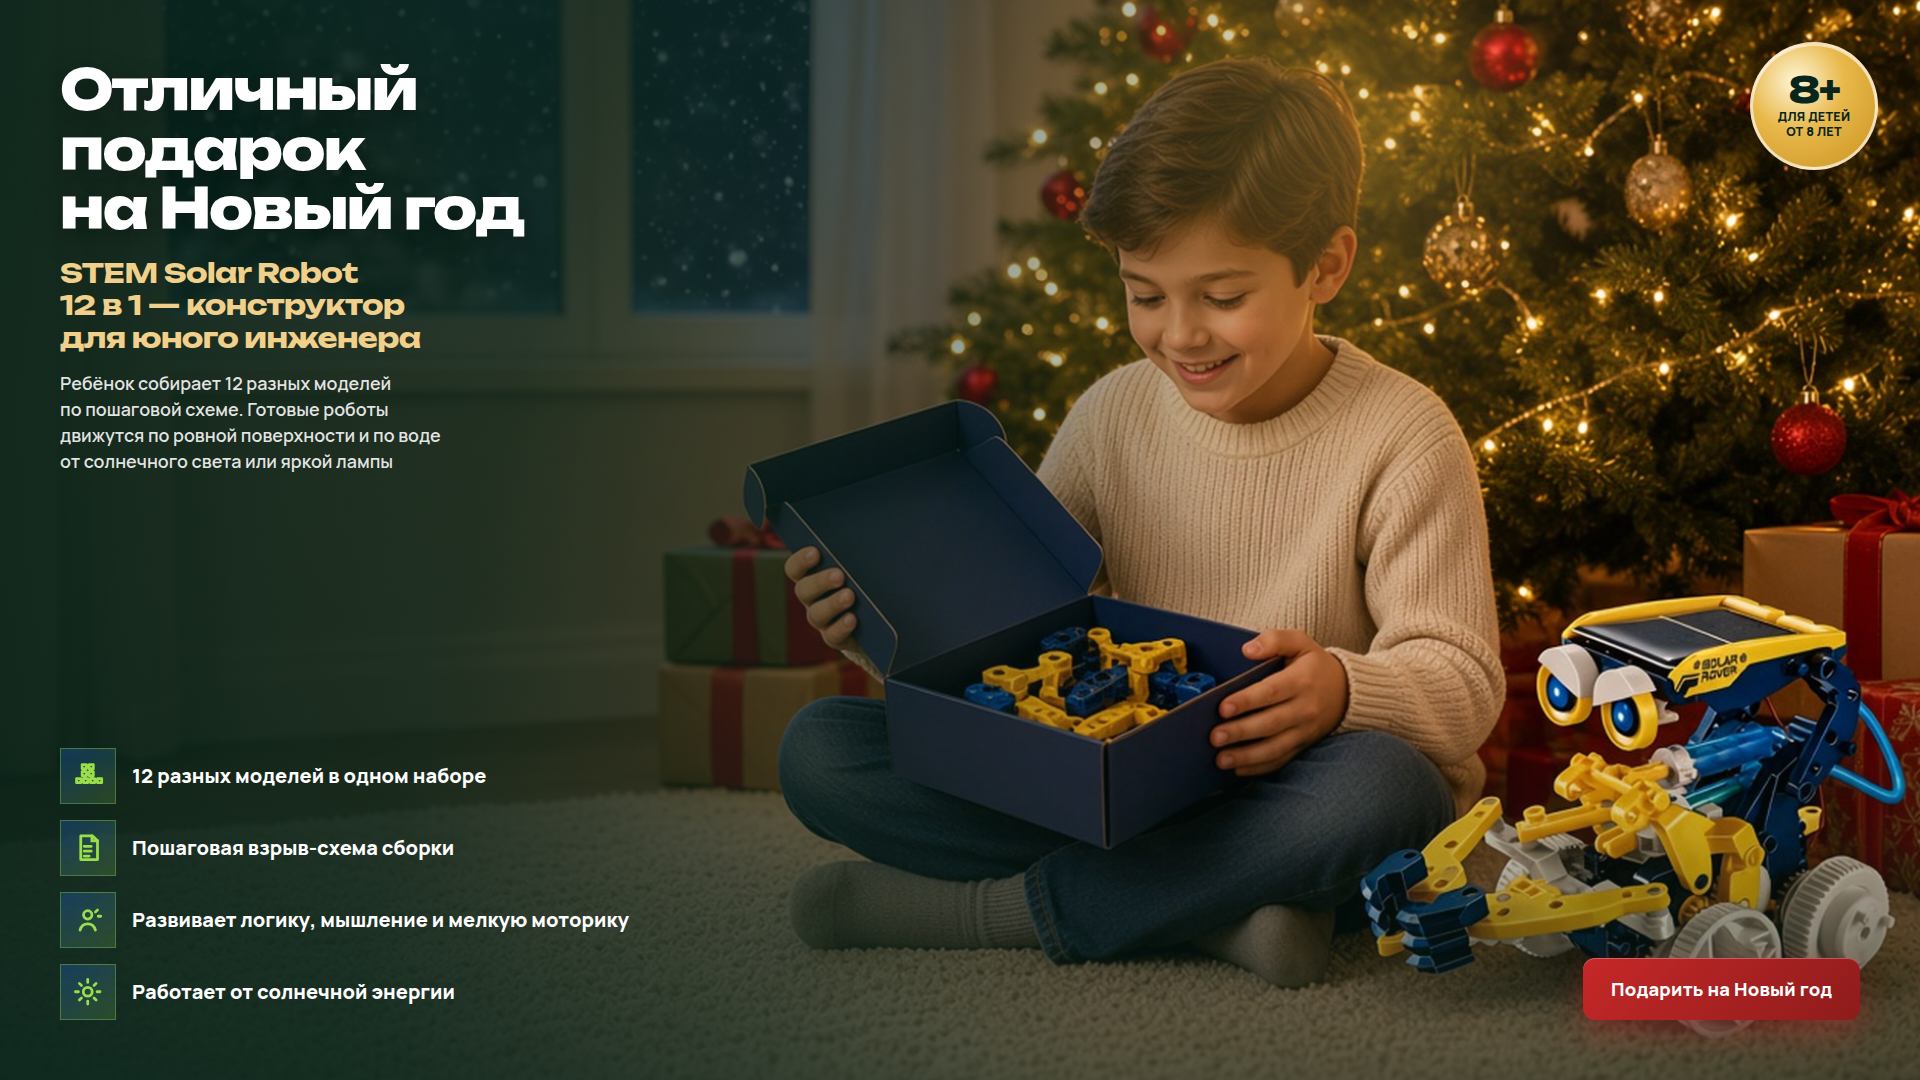 Отличный
подарок
на Новый год
STEM Solar Robot
12 в 1 — конструктор
для юного инженера
Ребёнок собирает 12 разных моделей
по пошаговой схеме. Готовые роботы
движутся по ровной поверхности и по воде
от солнечного света или яркой лампы
12 разных моделей в одном наборе
Пошаговая взрыв-схема сборки
Развивает логику, мышление и мелкую моторику
Работает от солнечной энергии
8+
ДЛЯ ДЕТЕЙ
ОТ 8 ЛЕТ
SOLAR
ROVER
Подарить на Новый год